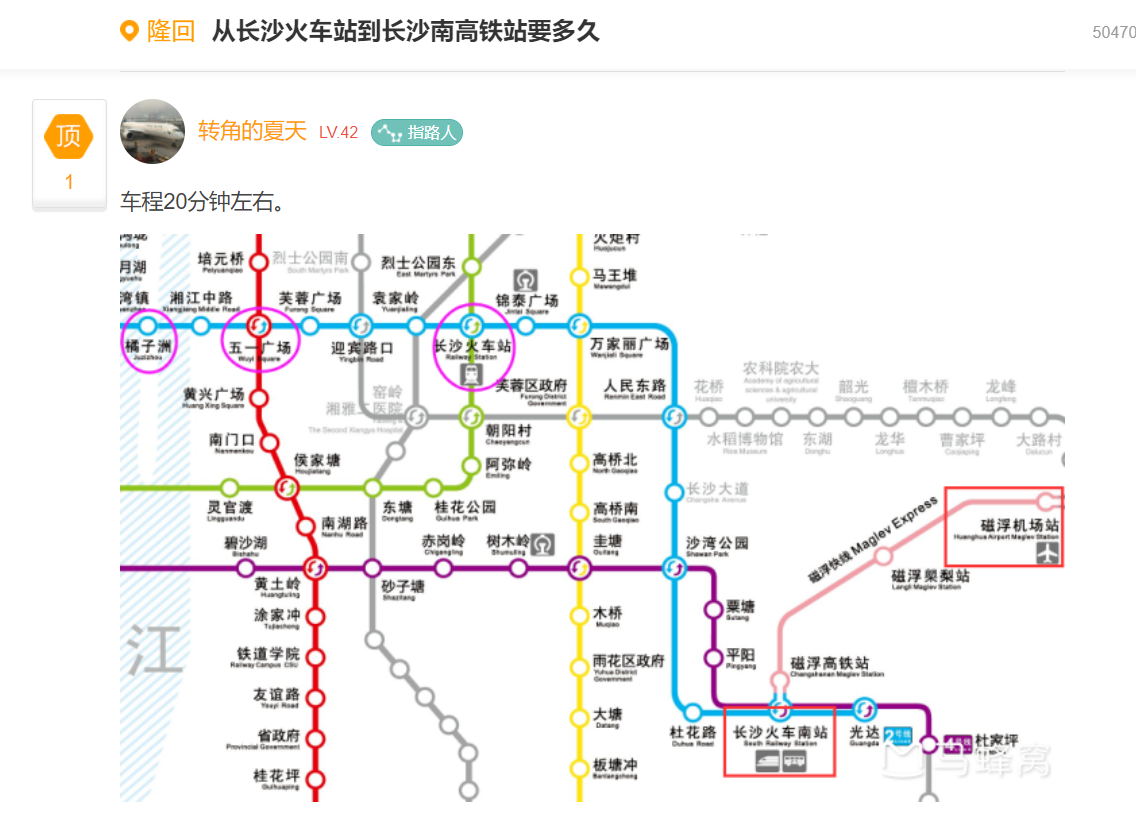 隆回 从长沙火车站到长沙南高铁站要多久
50470
顶
1
转角的夏天 LV.42 指路人
车程20分钟左右。
火炬村
Huojucun
培元桥
Peiyuanqiao
烈士公园南
South Martyrs Park
烈士公园东
East Martyrs Park
马王堆
Mawangdui
月湖
湾镇
湘江中路
Xiangjiang Middle Road
芙蓉广场
Furong Square
袁家岭
Yuanjialing
锦泰广场
Jintai Square
橘子洲
Juzizhou
五一广场
Wuyi Square
迎宾路口
Yingbin Road
长沙火车站
Railway Station
万家丽广场
Wanjiali Square
黄兴广场
Huang Xing Square
窑岭
湘雅二医院
The Second Xiangya Hospital
芙蓉区政府
Furong District
Government
人民东路
Renmin East Road
花桥
Huaqiao
农科院农大
Academy of agricultural
sciences & agricultural
university
韶光
Shaoguang
檀木桥
Tanmuqiao
龙峰
Longfeng
南门口
Nanmenkou
朝阳村
Chaoyangcun
水稻博物馆
Rice Museum
东湖
Donghu
龙华
Longhua
曹家坪
Caojiaping
大路村
Dalucun
侯家塘
Houjiatang
阿弥岭
Emiling
高桥北
North Gaoqiao
长沙大道
Changsha Avenue
灵官渡
Lingguandu
东塘
Dongtang
桂花公园
Guihua Park
高桥南
South Gaoqiao
磁浮快线 Maglev Express
磁浮机场站
Huanghua Airport Maglev Station
南湖路
Nanhu Road
碧沙湖
Bishahu
赤岗岭
Chigangling
树木岭
Shumuling
圭塘
Guitang
沙湾公园
Shawan Park
磁浮㮾梨站
Langli Maglev Station
黄土岭
Huangtuling
砂子塘
Shazitang
粟塘
Sutang
木桥
Muqiao
涂家冲
Tujiachong
江
铁道学院
Railway Campus CSU
雨花区政府
Yuhua District
Government
平阳
Pingyang
磁浮高铁站
Changshanan Maglev Station
友谊路
Youyi Road
大塘
Datang
杜花路
Duhua Road
长沙火车南站
South Railway Station
光达
Guangda
2号线
杜家坪
省政府
Provincial Government
板塘冲
Bantangchong
桂花坪
Guihuaping
马蜂窝